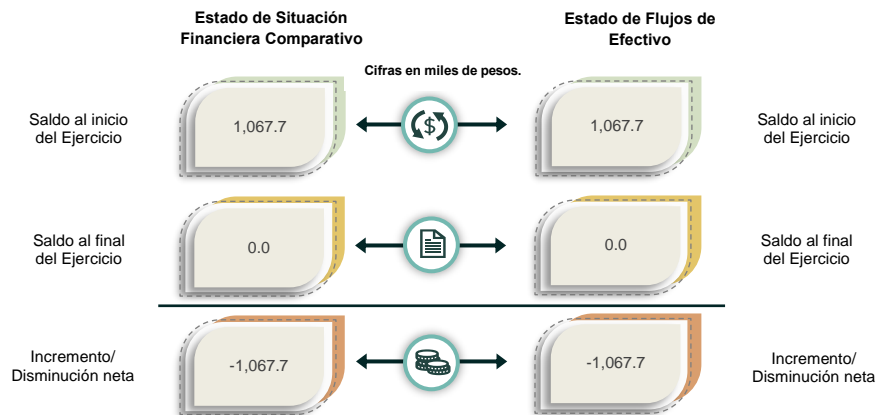 Estado de Situación
Financiera Comparativo
Estado de Flujos de
Efectivo
Cifras en miles de pesos.
Saldo al inicio
del Ejercicio
1,067.7
$
1,067.7
Saldo al inicio
del Ejercicio
Saldo al final
del Ejercicio
0.0
0.0
Saldo al final
del Ejercicio
Incremento/
Disminución neta
-1,067.7
-1,067.7
Incremento/
Disminución neta